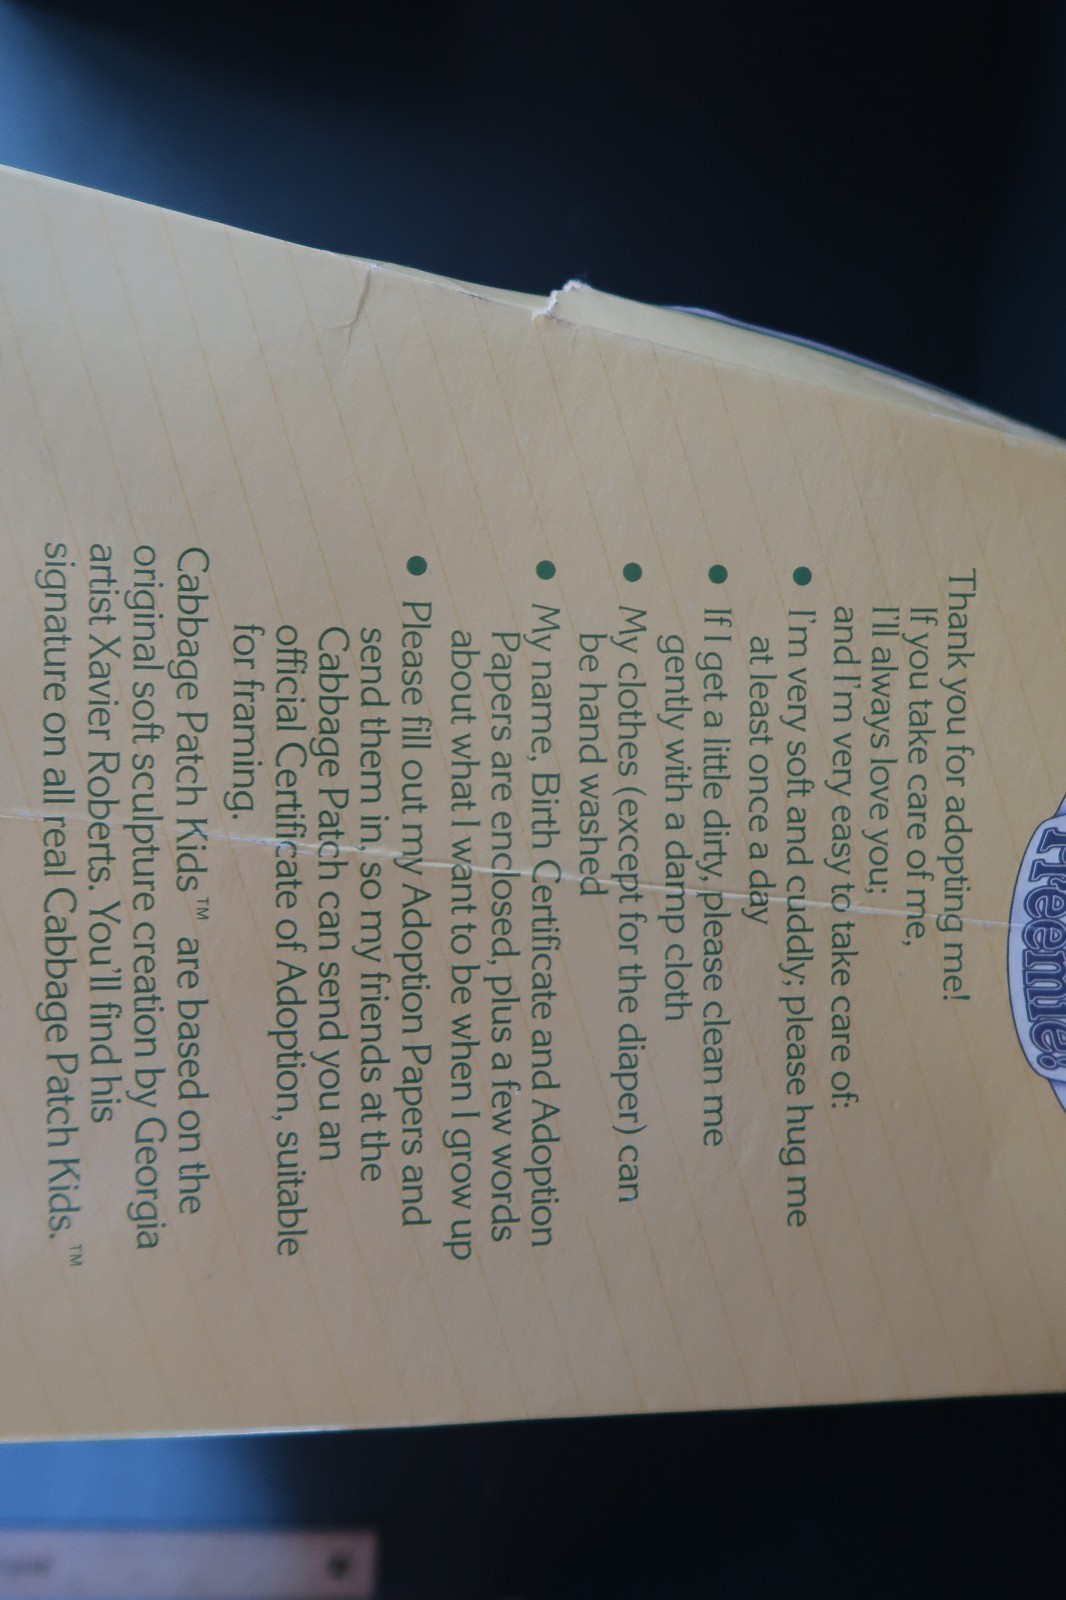 Preemie
Thank you for adopting me!
If you take care of me,
I'll always love you;
and I'm very easy to take care of:
● I'm very soft and cuddly; please hug me
at least once a day
● If I get a little dirty, please clean me
gently with a damp cloth
● My clothes (except for the diaper) can
be hand washed
● My name, Birth Certificate and Adoption
Papers are enclosed, plus a few words
about what I want to be when I grow up
● Please fill out my Adoption Papers and
send them in, so my friends at the
Cabbage Patch can send you an
official Certificate of Adoption, suitable
for framing.
Cabbage Patch Kids™ are based on the
original soft sculpture creation by Georgia
artist Xavier Roberts. You'll find his
signature on all real Cabbage Patch Kids.™